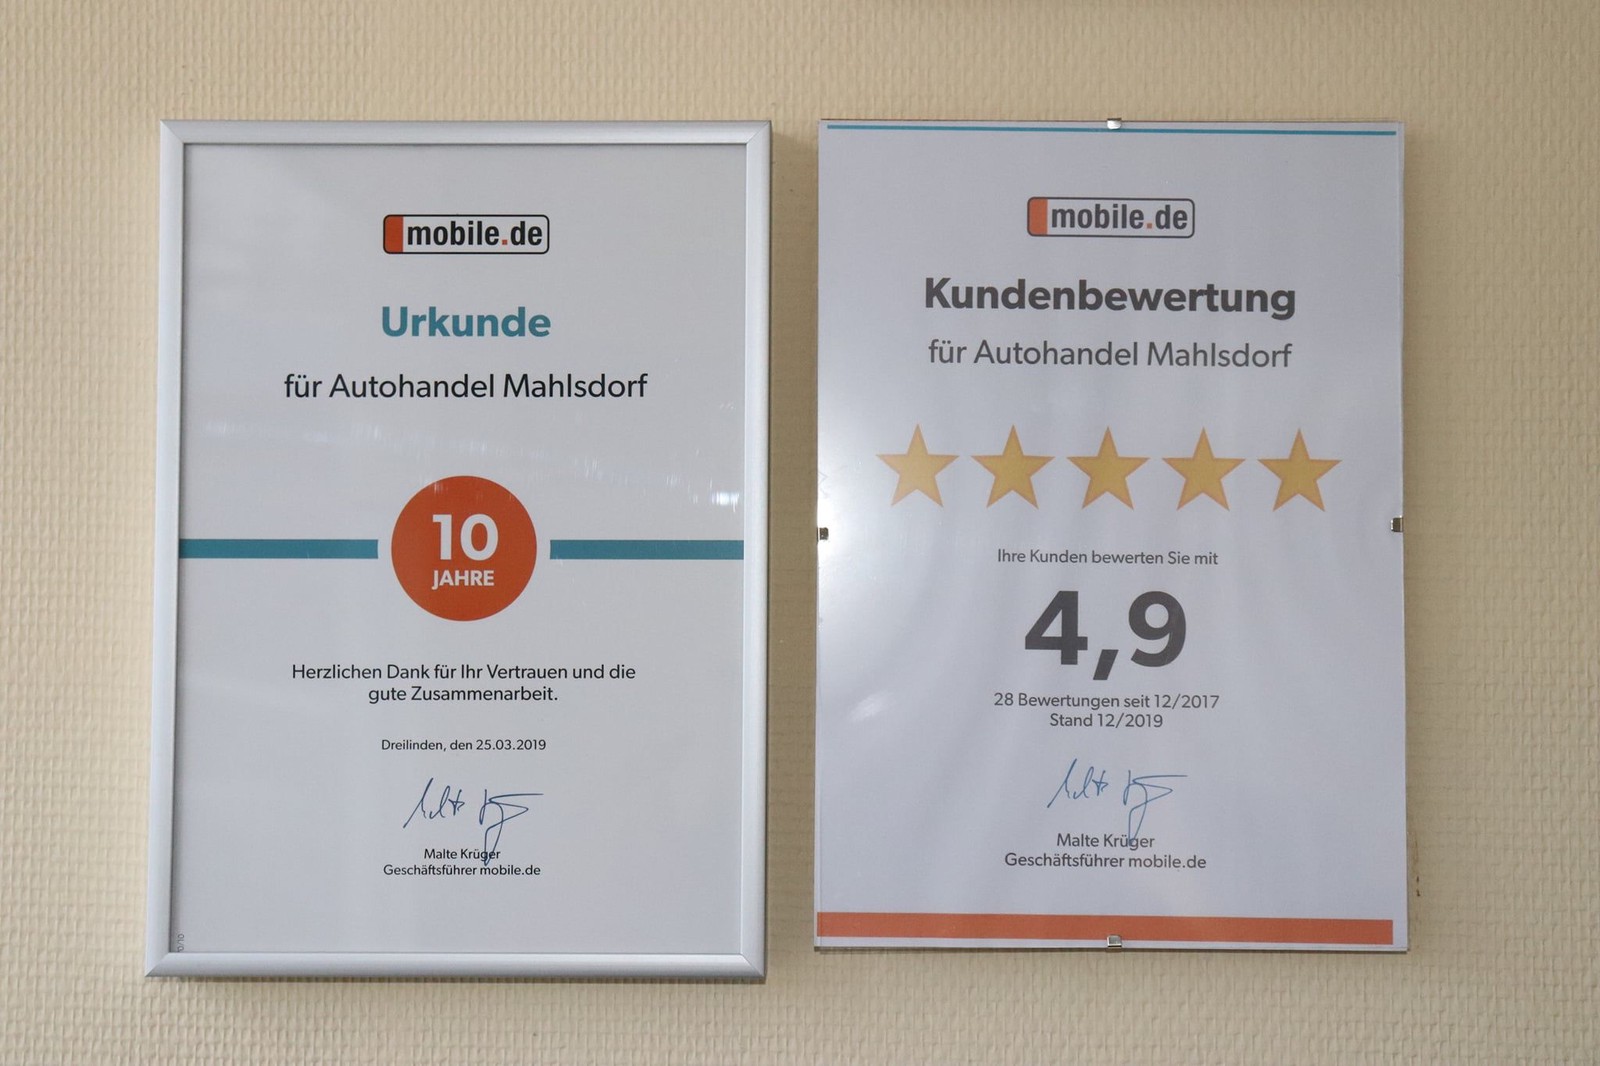 mobile.de
Urkunde
für Autohandel Mahlsdorf
10
JAHRE
Herzlichen Dank für Ihr Vertrauen und die
gute Zusammenarbeit.
Dreilinden, den 25.03.2019
Malte Krüger
Geschäftsführer mobile.de
mobile.de
Kundenbewertung
für Autohandel Mahlsdorf
Ihre Kunden bewerten Sie mit
4,9
28 Bewertungen seit 12/2017
Stand 12/2019
Malte Krüger
Geschäftsführer mobile.de